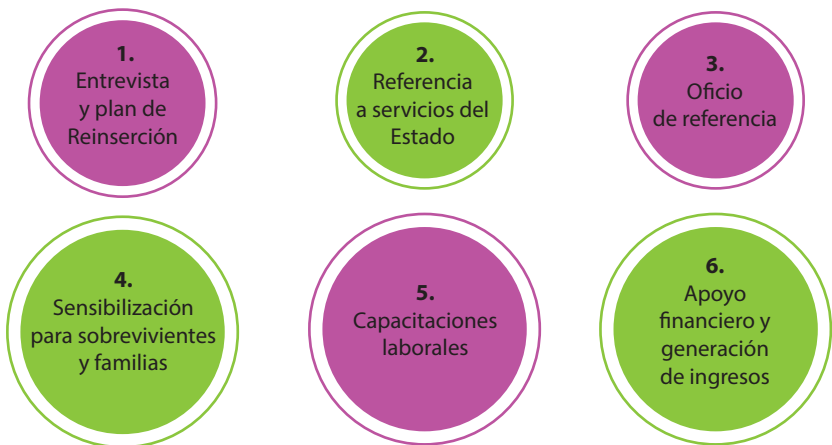 1.
Entrevista
y plan de
Reinserción
2.
Referencia
a servicios del
Estado
3.
Oficio
de referencia
4.
Sensibilización
para sobrevivientes
y familias
5.
Capacitaciones
laborales
6.
Apoyo
financiero y
generación
de ingresos